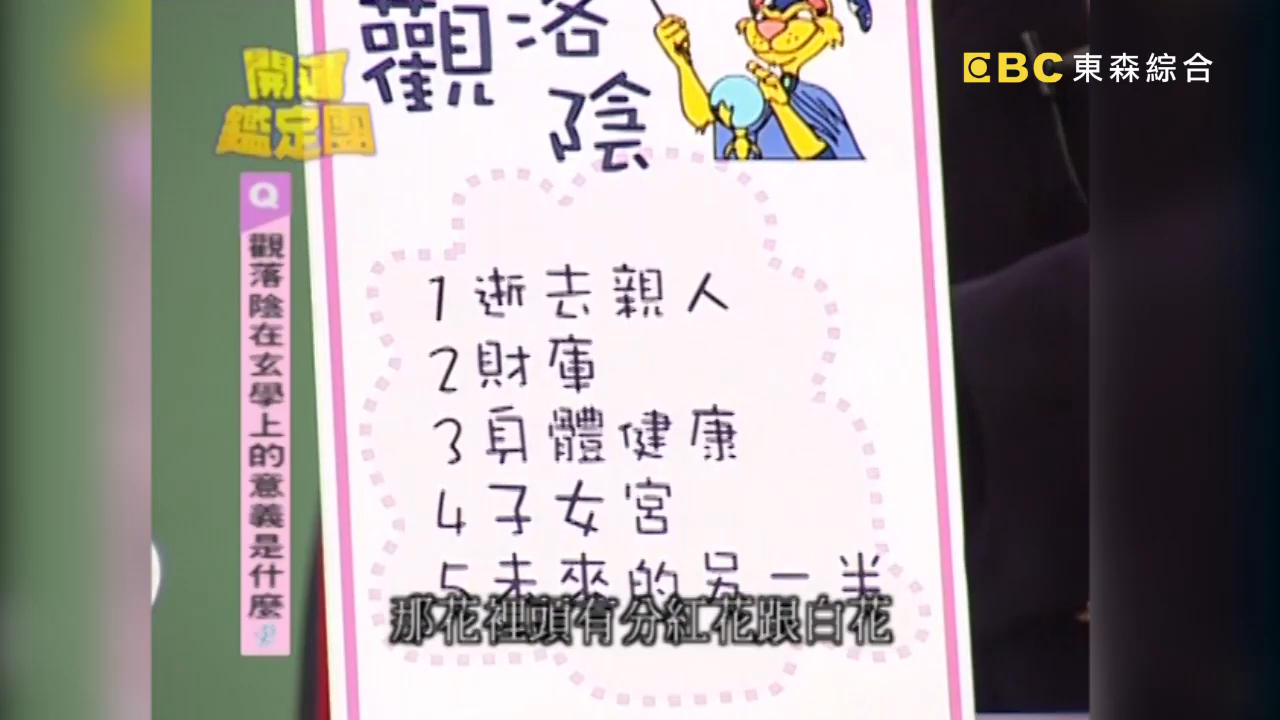 觀落
陰
開運
鑑定團
EBC 東森綜合
Q
觀落陰在玄學上的意義是什麼
1 逝去親人
2 財庫
3 身體健康
4 子女宮
5 未來的另一半
那花裡頭有分紅花跟白花